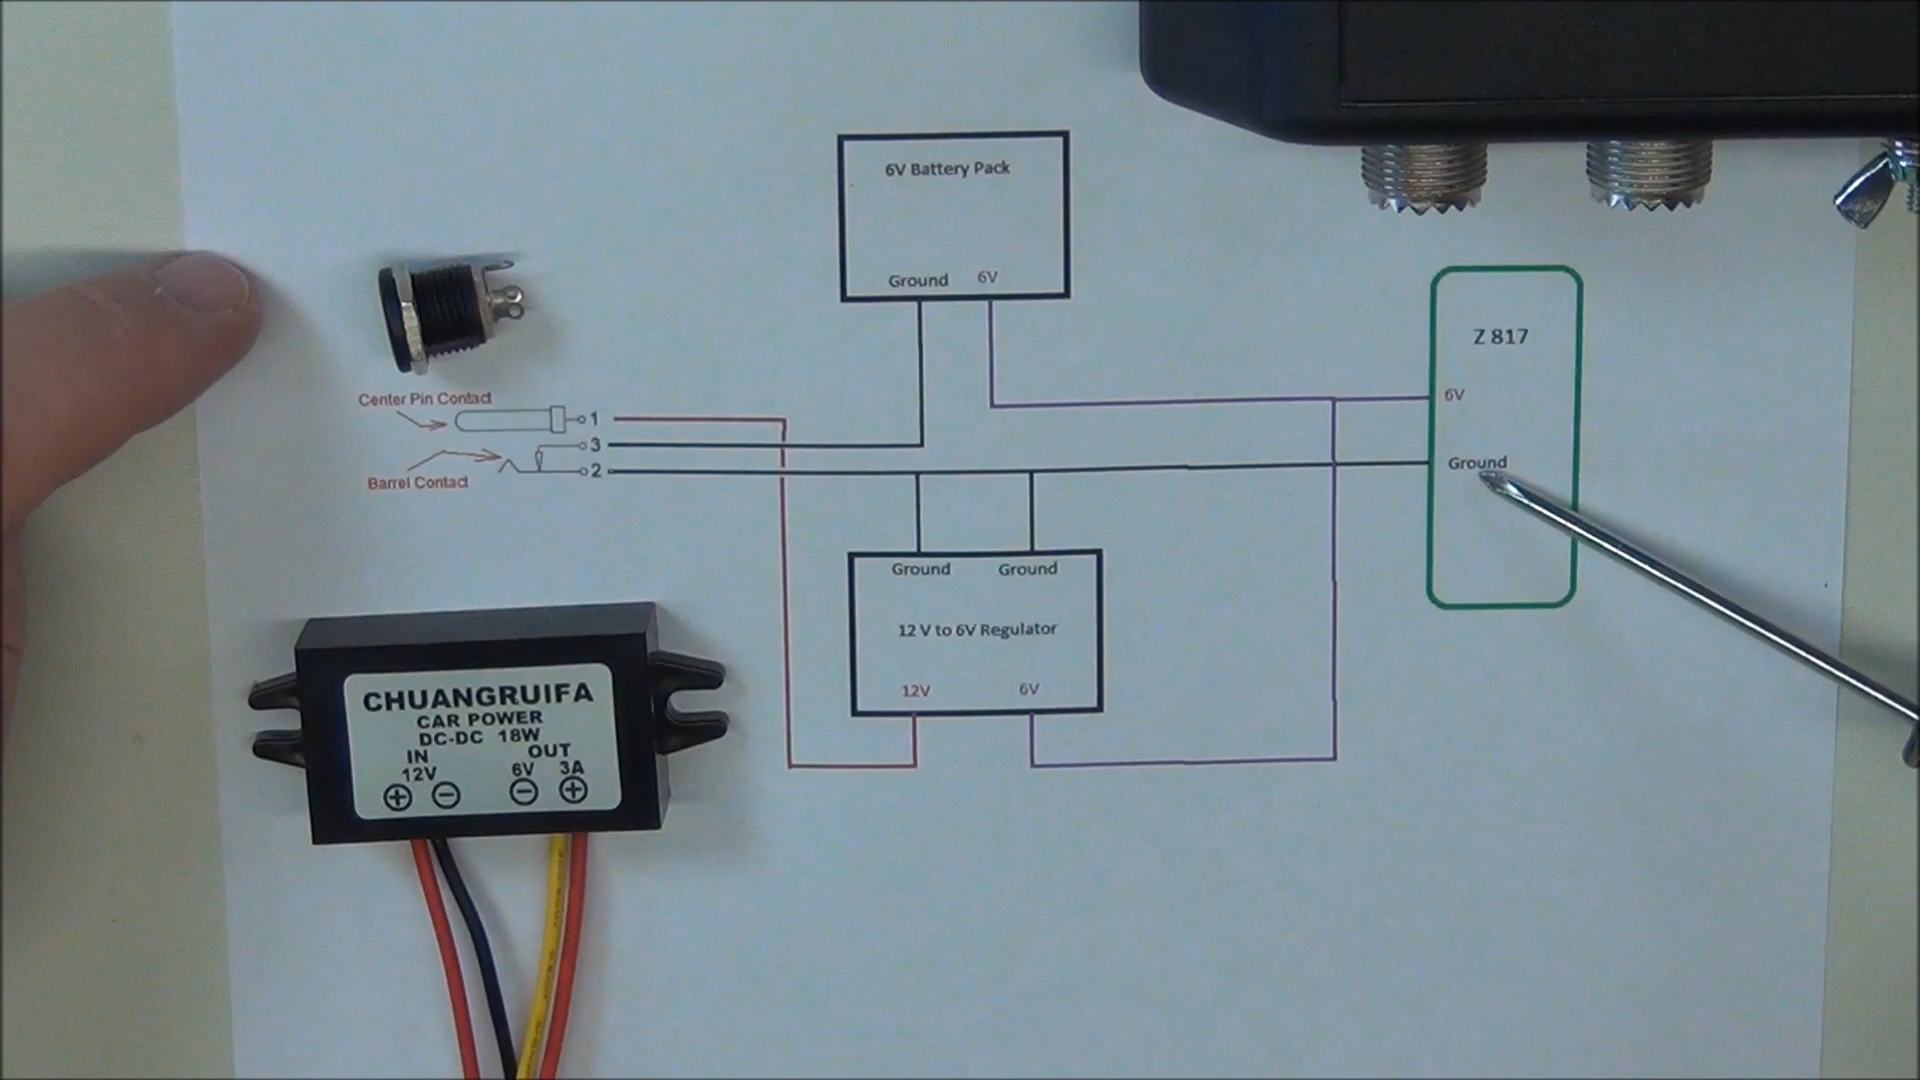 6V Battery Pack
Ground 6V
Z 817
6V
Ground
Center Pin Contact
1
3
2
Barrel Contact
Ground Ground
12 V to 6V Regulator
12V 6V
CHUANGRUIFA
CAR POWER
DC-DC 18W
IN OUT
12V 6V 3A
+ − − +